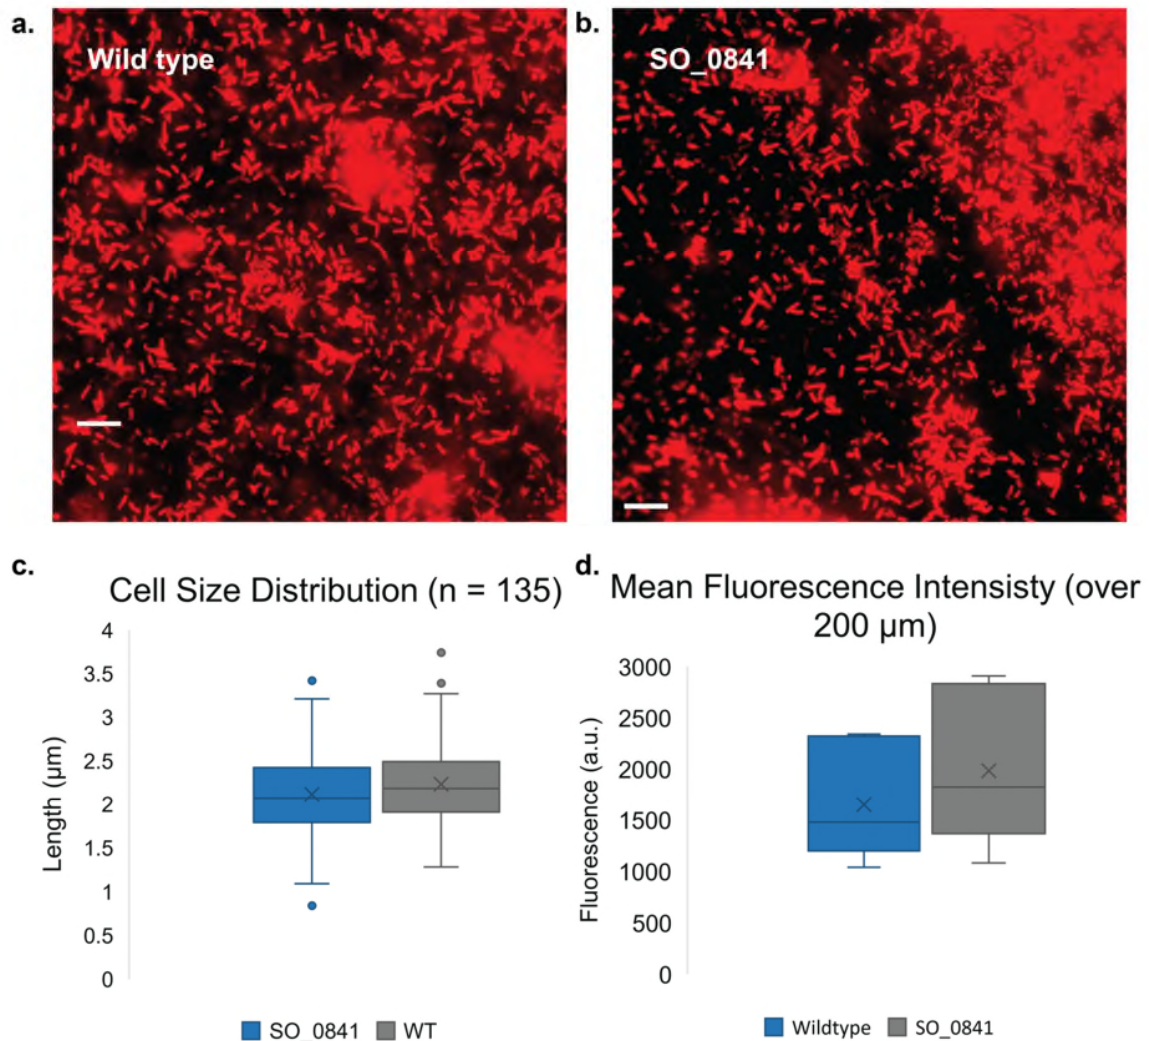 a.
Wild type
b.
SO_0841
c.
Cell Size Distribution (n = 135)
4
3.5
3
2.5
2
1.5
1
0.5
0
Length (µm)
SO_0841
WT
d.
Mean Fluorescence Intensisty (over
200 µm)
3000
2500
2000
1500
1000
500
0
Fluorescence (a.u.)
Wildtype
SO_0841